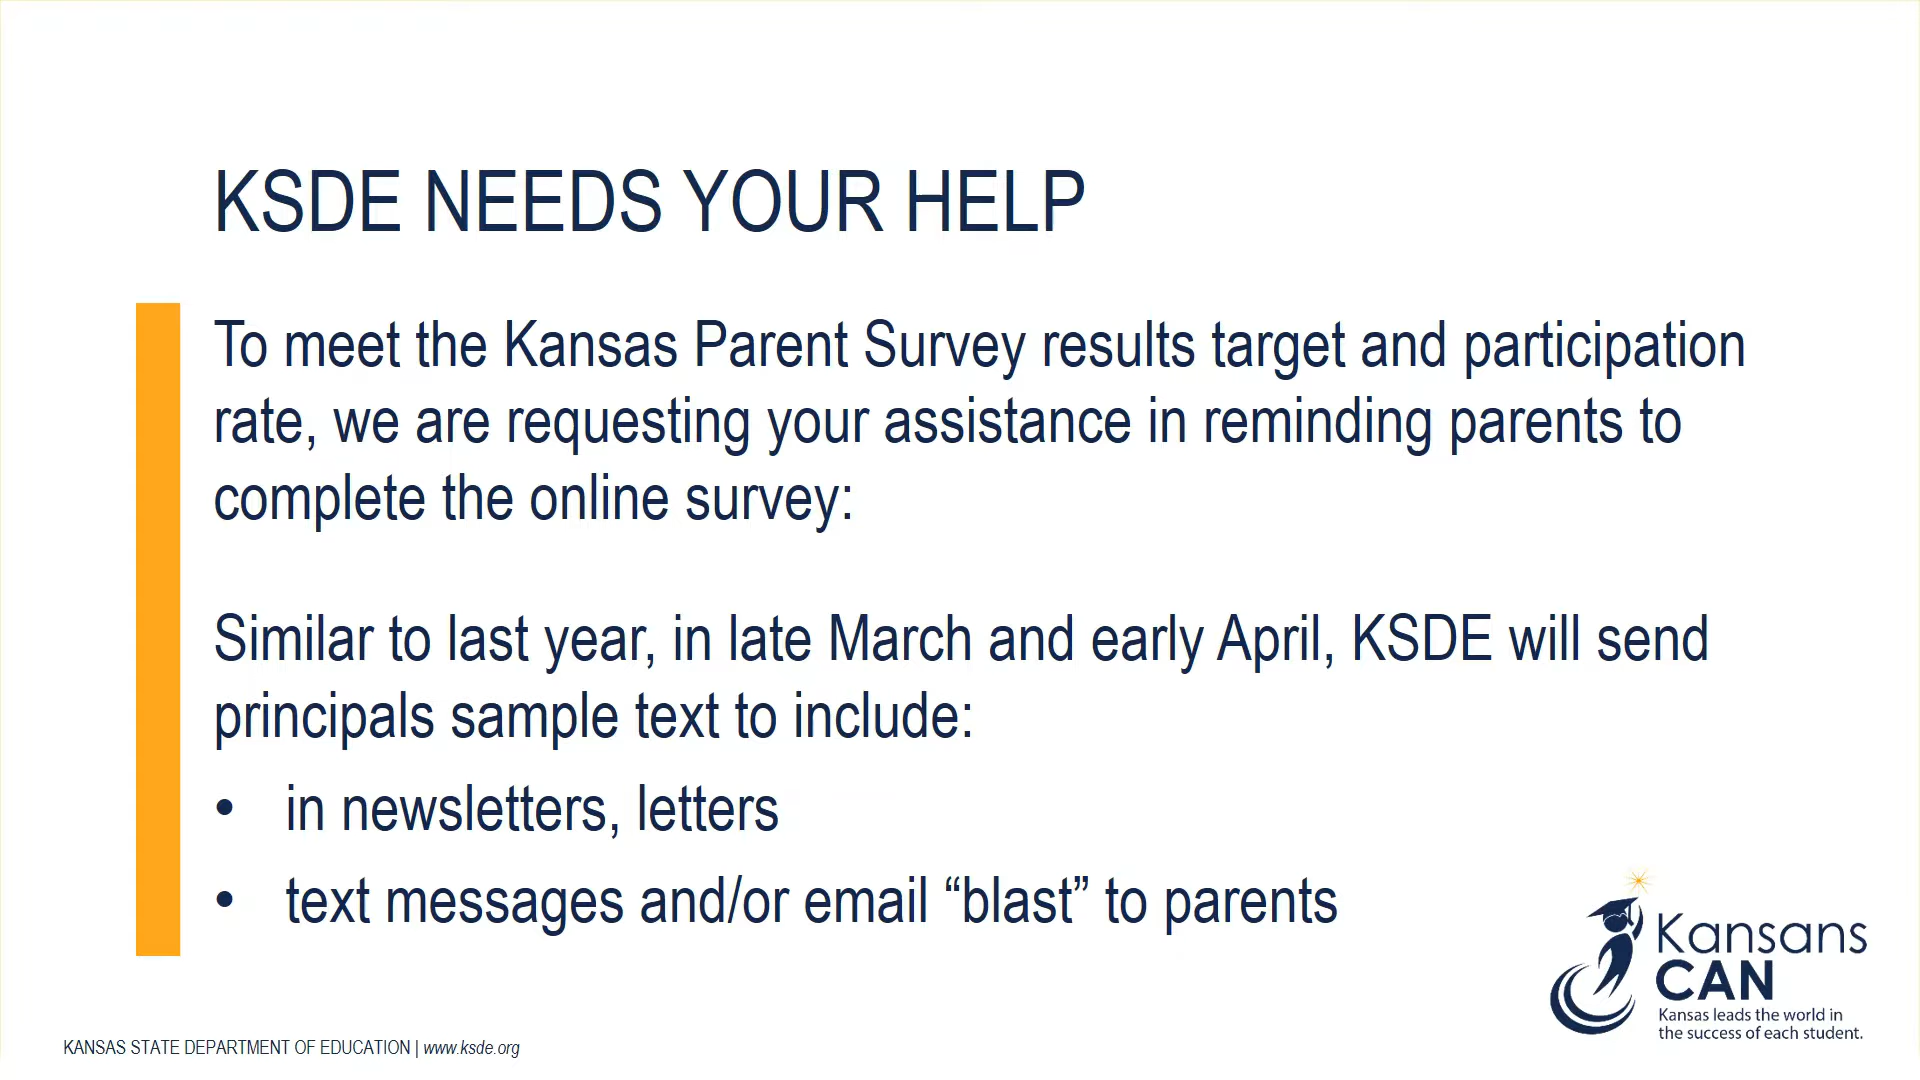 KSDE NEEDS YOUR HELP
To meet the Kansas Parent Survey results target and participation
rate, we are requesting your assistance in reminding parents to
complete the online survey:
Similar to last year, in late March and early April, KSDE will send
principals sample text to include:
• in newsletters, letters
• text messages and/or email “blast” to parents
Kansans
CAN
Kansas leads the world in
the success of each student.
KANSAS STATE DEPARTMENT OF EDUCATION | www.ksde.org